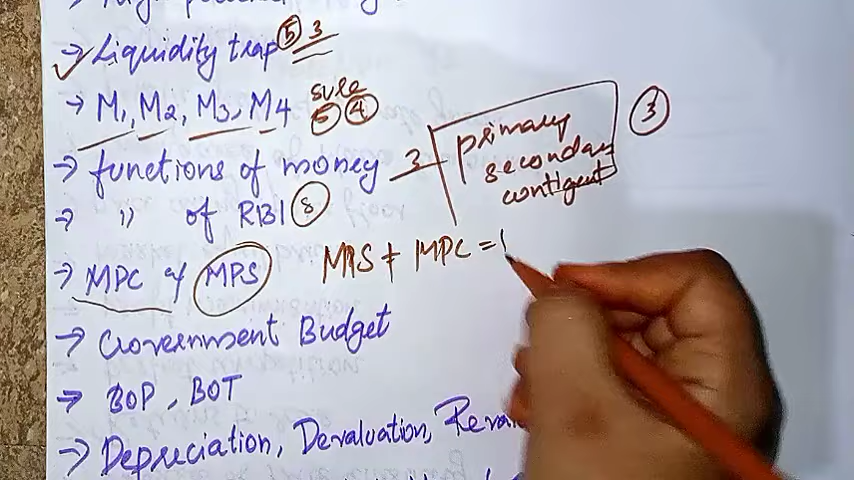 → Liquidity trap ⑤ 3
→ M1, M2, M3, M4 sure ⑤ ④
→ functions of money 3 primary ③
secondary
contigent
→ " of RBI ⑧
→ MPC of MPS MPS + MPC = 1
→ Government Budget
→ BOP, BOT
→ Depreciation, Devaluation,